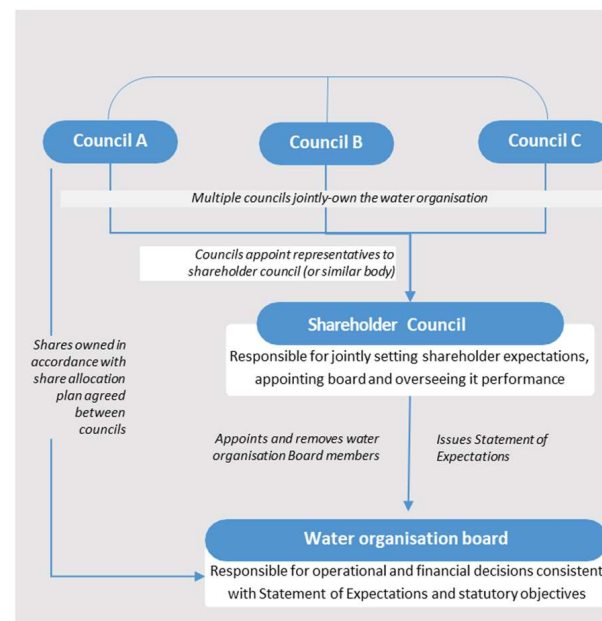 Council A
Council B
Council C
Multiple councils jointly-own the water organisation
Councils appoint representatives to
shareholder council (or similar body)
Shareholder Council
Responsible for jointly setting shareholder expectations,
appointing board and overseeing it performance
Shares owned in
accordance with
share allocation
plan agreed
between
councils
Appoints and removes water
organisation Board members
Issues Statement of
Expectations
Water organisation board
Responsible for operational and financial decisions consistent
with Statement of Expectations and statutory objectives